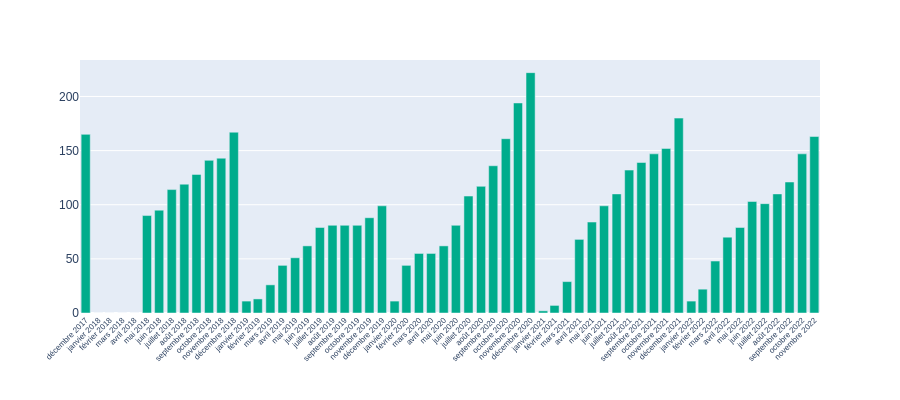 200
150
100
50
0
décembre 2017
janvier 2018
février 2018
mars 2018
avril 2018
mai 2018
juin 2018
juillet 2018
août 2018
septembre 2018
octobre 2018
novembre 2018
décembre 2018
janvier 2019
février 2019
mars 2019
avril 2019
mai 2019
juin 2019
juillet 2019
août 2019
septembre 2019
octobre 2019
novembre 2019
décembre 2019
janvier 2020
février 2020
mars 2020
avril 2020
mai 2020
juin 2020
juillet 2020
août 2020
septembre 2020
octobre 2020
novembre 2020
décembre 2020
janvier 2021
février 2021
mars 2021
avril 2021
mai 2021
juin 2021
juillet 2021
août 2021
septembre 2021
octobre 2021
novembre 2021
décembre 2021
janvier 2022
février 2022
mars 2022
avril 2022
mai 2022
juin 2022
juillet 2022
août 2022
septembre 2022
octobre 2022
novembre 2022